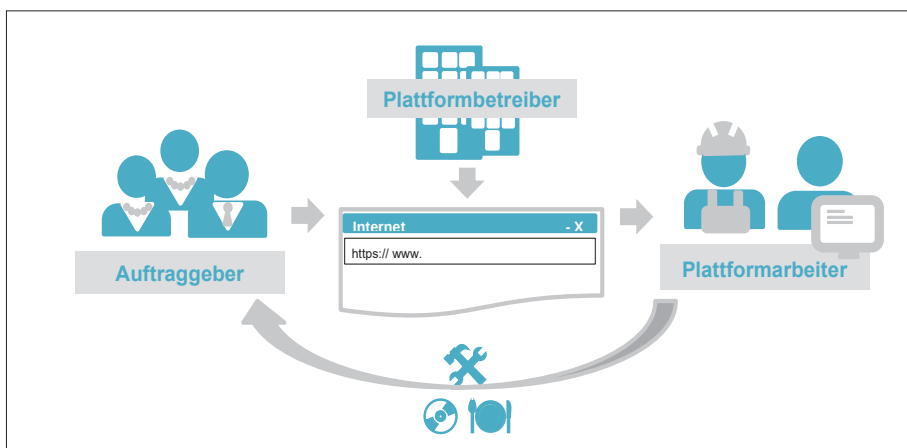 Plattformbetreiber
Internet - X
https:// www.
Auftraggeber
Plattformarbeiter